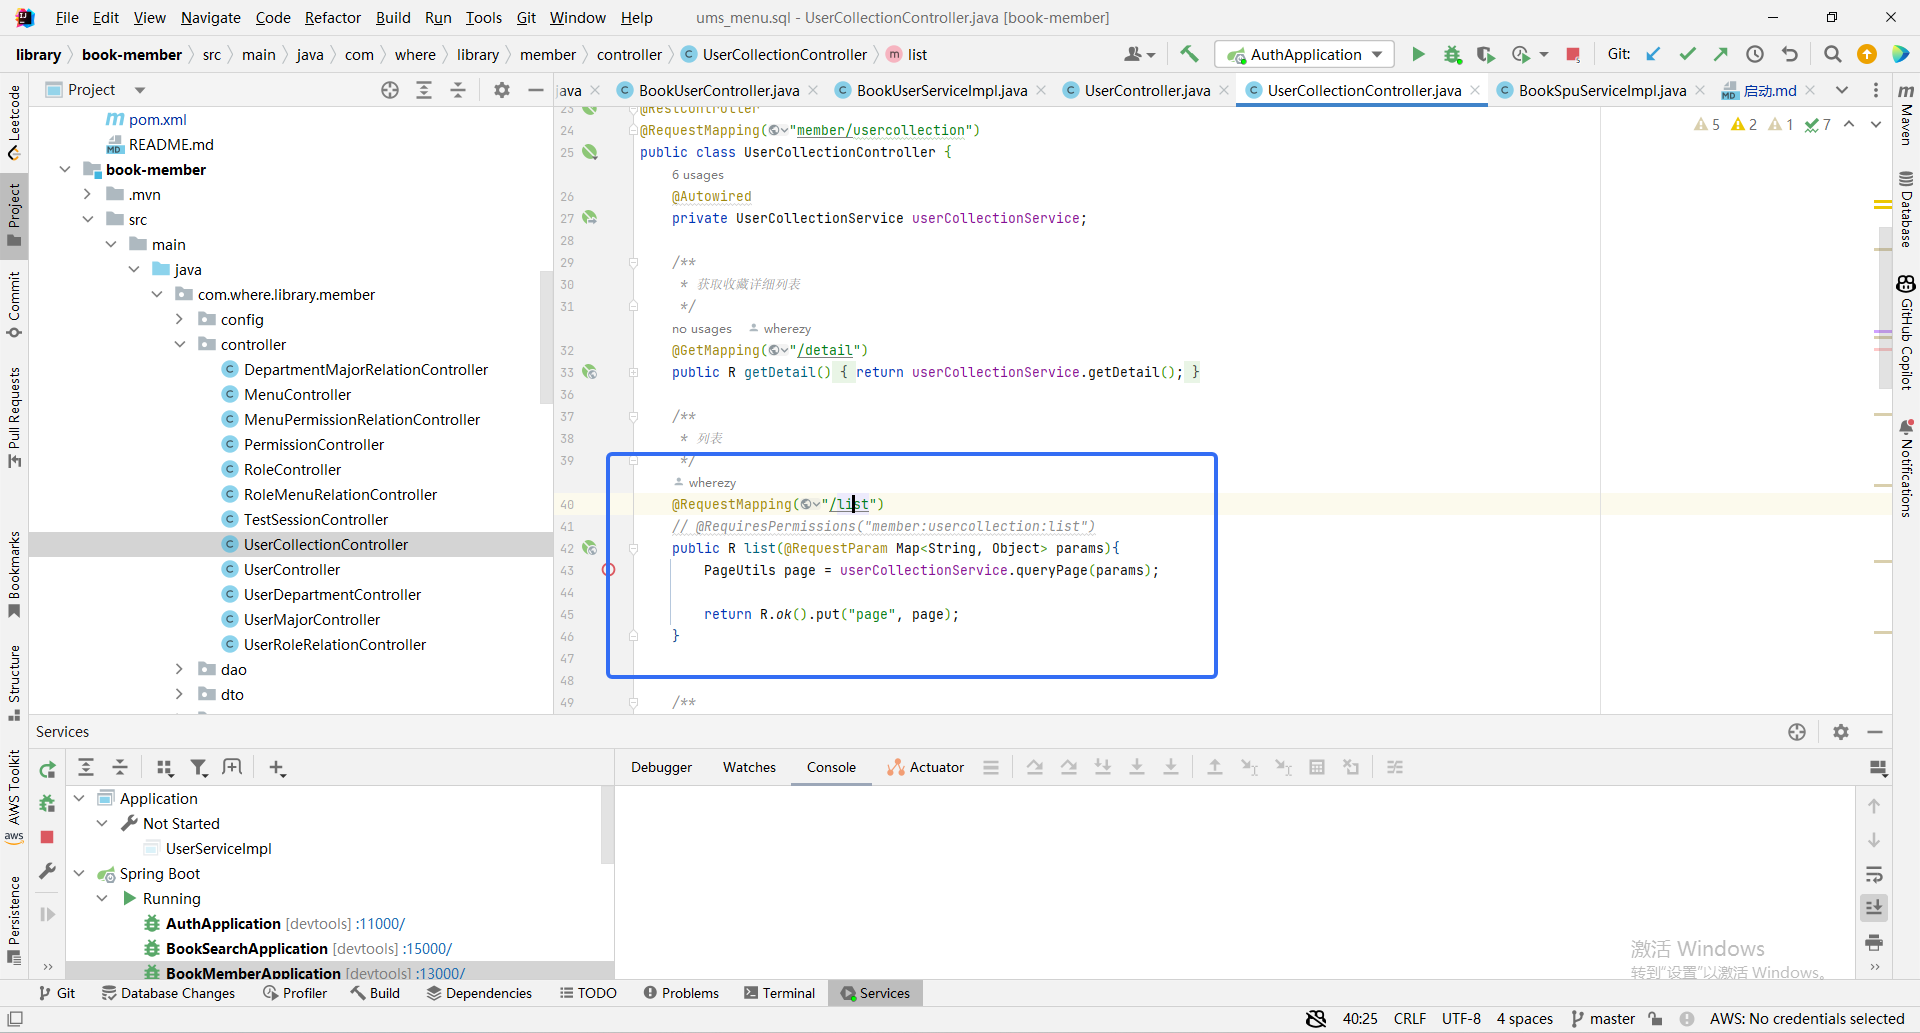 File Edit View Navigate Code Refactor Build Run Tools Git Window Help ums_menu.sql - UserCollectionController.java [book-member]
library book-member src main java com where library member controller UserCollectionController list AuthApplication Git:
Project java BookUserController.java BookUserServiceImpl.java UserController.java UserCollectionController.java BookSpuServiceImpl.java 启动.md
Leetcode
Project
Commit
Pull Requests
Bookmarks
Structure
AWS Toolkit
aws
Persistence
pom.xml
README.md
book-member
.mvn
src
main
java
com.where.library.member
config
controller
DepartmentMajorRelationController
MenuController
MenuPermissionRelationController
PermissionController
RoleController
RoleMenuRelationController
TestSessionController
UserCollectionController
UserController
UserDepartmentController
UserMajorController
UserRoleRelationController
dao
dto
5 2 1 7
23 @RestController
24 @RequestMapping("member/usercollection")
25 public class UserCollectionController {
6 usages
26 @Autowired
27 private UserCollectionService userCollectionService;
28
29 /**
30 * 获取收藏详细列表
31 */
no usages wherezy
32 @GetMapping("/detail")
33 public R getDetail() { return userCollectionService.getDetail(); }
36
37 /**
38 * 列表
39 */
wherezy
40 @RequestMapping("/list")
41 // @RequiresPermissions("member:usercollection:list")
42 public R list(@RequestParam Map<String, Object> params){
43 PageUtils page = userCollectionService.queryPage(params);
44
45 return R.ok().put("page", page);
46 }
47
48
49 /**
Maven
Database
GitHub Copilot
Notifications
Services
Debugger Watches Console Actuator
Application
Not Started
UserServiceImpl
Spring Boot
Running
AuthApplication [devtools] :11000/
BookSearchApplication [devtools] :15000/
BookMemberApplication [devtools] :13000/
激活 Windows
转到“设置”以激活 Windows。
Git Database Changes Profiler Build Dependencies TODO Problems Terminal Services
40:25 CRLF UTF-8 4 spaces master AWS: No credentials selected